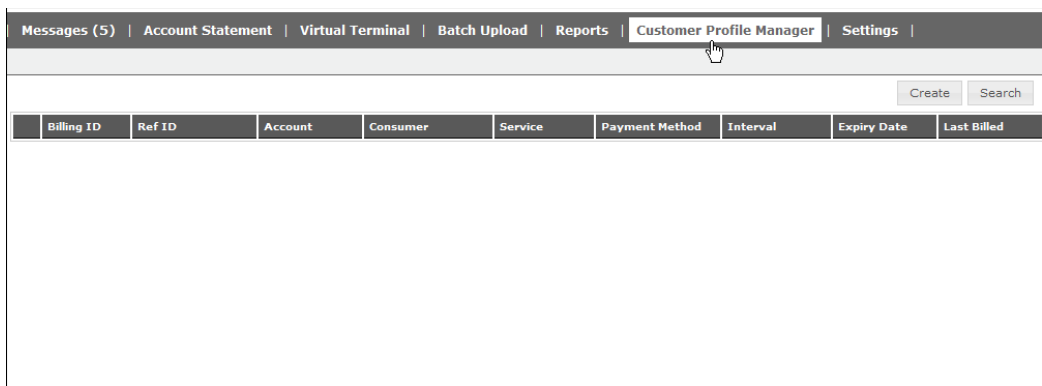 | Messages (5) | Account Statement | Virtual Terminal | Batch Upload | Reports | Customer Profile Manager | Settings |
Create Search
Billing ID Ref ID Account Consumer Service Payment Method Interval Expiry Date Last Billed